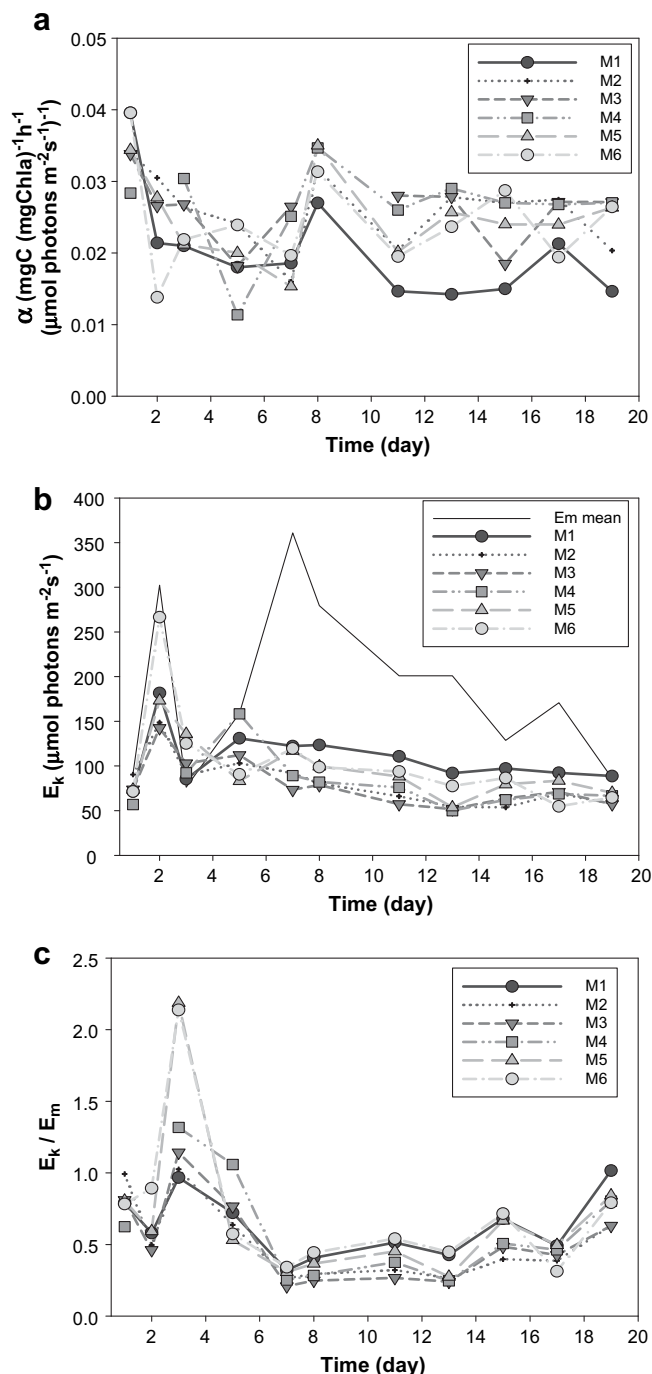 a
0.05
0.04
0.03
0.02
0.01
0.00
α (mgC (mgChla)⁻¹h⁻¹
(μmol photons m⁻²s⁻¹)⁻¹)
M1
M2
M3
M4
M5
M6
2 4 6 8 10 12 14 16 18 20
Time (day)
b
400
350
300
250
200
150
100
50
0
Eₖ (μmol photons m⁻²s⁻¹)
Em mean
M1
M2
M3
M4
M5
M6
2 4 6 8 10 12 14 16 18 20
Time (day)
c
2.5
2.0
1.5
1.0
0.5
0.0
Eₖ / Eₘ
M1
M2
M3
M4
M5
M6
2 4 6 8 10 12 14 16 18 20
Time (day)